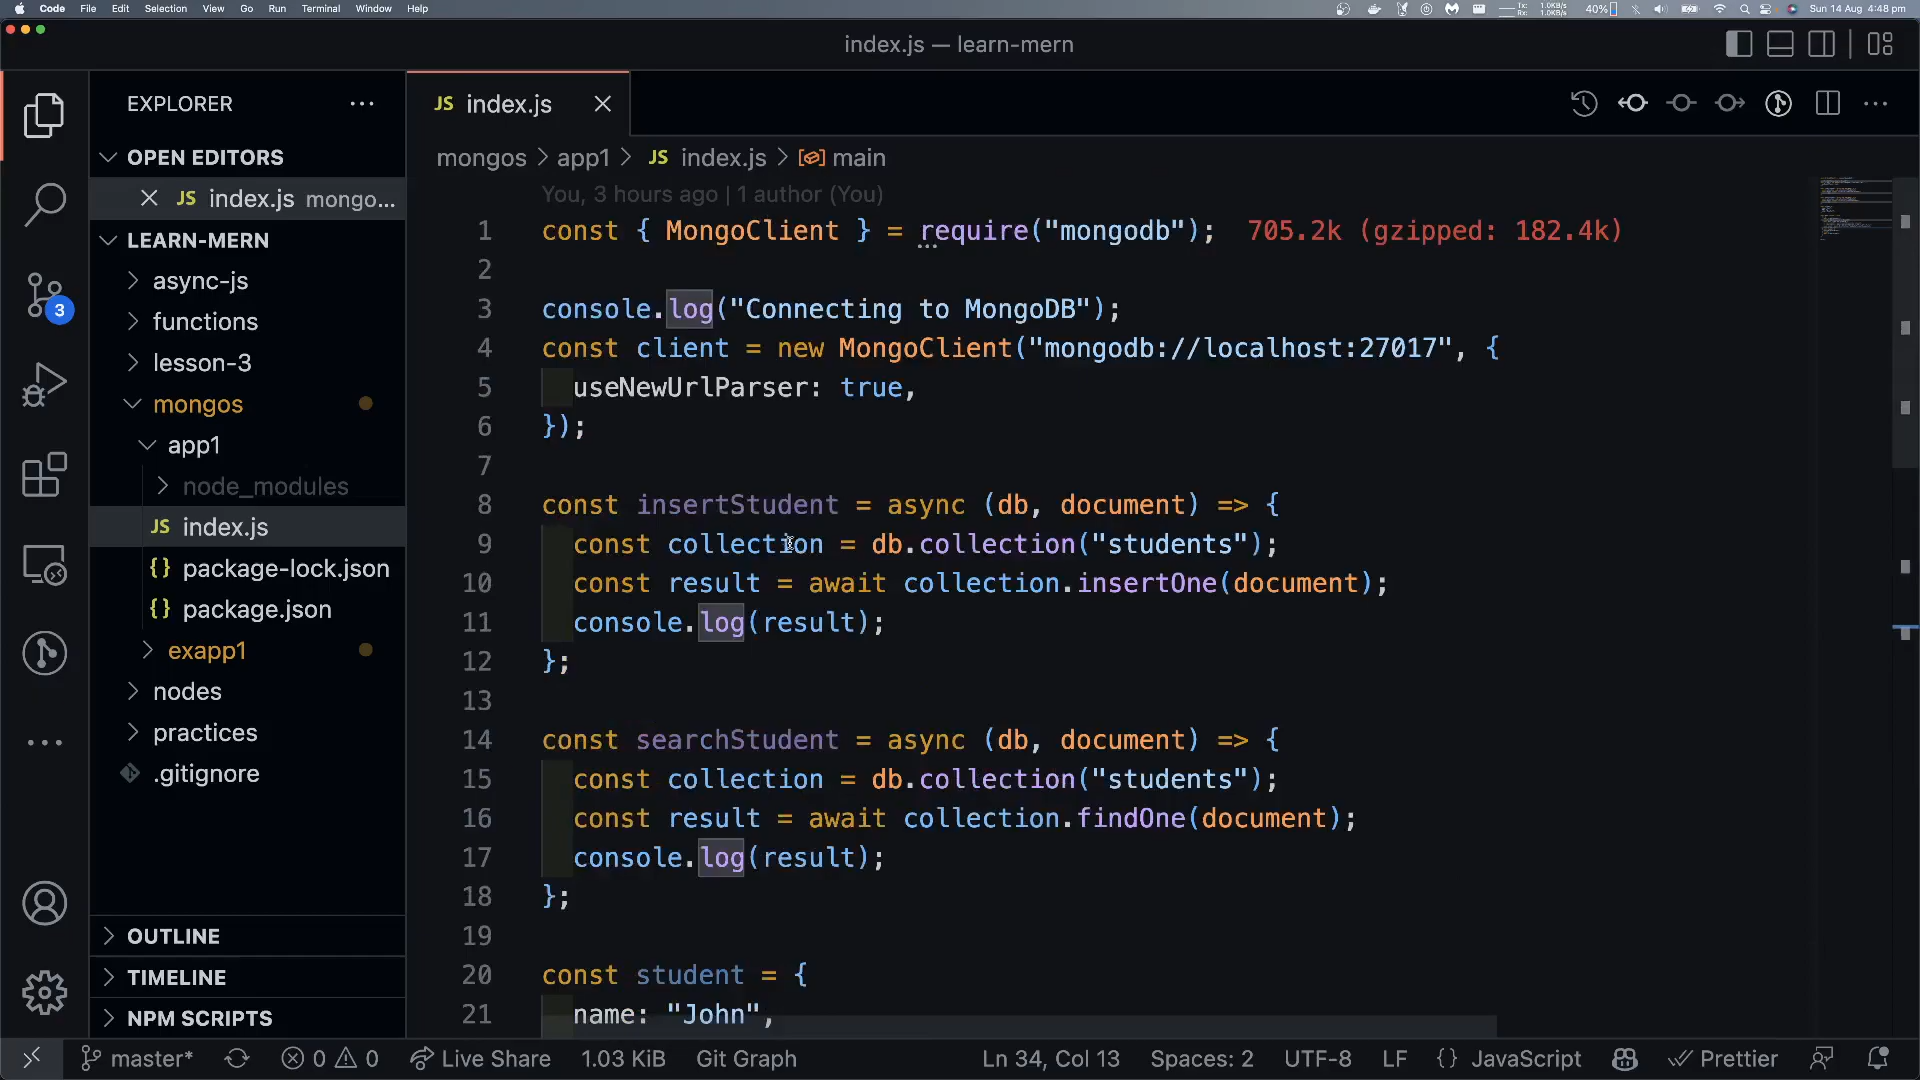 Code File Edit Selection View Go Run Terminal Window Help
Tx: 1.0KB/s
Rx: 1.0KB/s
40% Sun 14 Aug 4:48 pm
index.js — learn-mern
EXPLORER
OPEN EDITORS
JS index.js mongo...
LEARN-MERN
async-js
functions
lesson-3
mongos
app1
node_modules
JS index.js
{} package-lock.json
{} package.json
exapp1
nodes
practices
.gitignore
OUTLINE
TIMELINE
NPM SCRIPTS
3
JS index.js
mongos > app1 > JS index.js > main
You, 3 hours ago | 1 author (You)
1 const { MongoClient } = require("mongodb"); 705.2k (gzipped: 182.4k)
2
3 console.log("Connecting to MongoDB");
4 const client = new MongoClient("mongodb://localhost:27017", {
5 useNewUrlParser: true,
6 });
7
8 const insertStudent = async (db, document) => {
9 const collection = db.collection("students");
10 const result = await collection.insertOne(document);
11 console.log(result);
12 };
13
14 const searchStudent = async (db, document) => {
15 const collection = db.collection("students");
16 const result = await collection.findOne(document);
17 console.log(result);
18 };
19
20 const student = {
21 name: "John",
master* 0 0 Live Share 1.03 KiB Git Graph Ln 34, Col 13 Spaces: 2 UTF-8 LF {} JavaScript Prettier